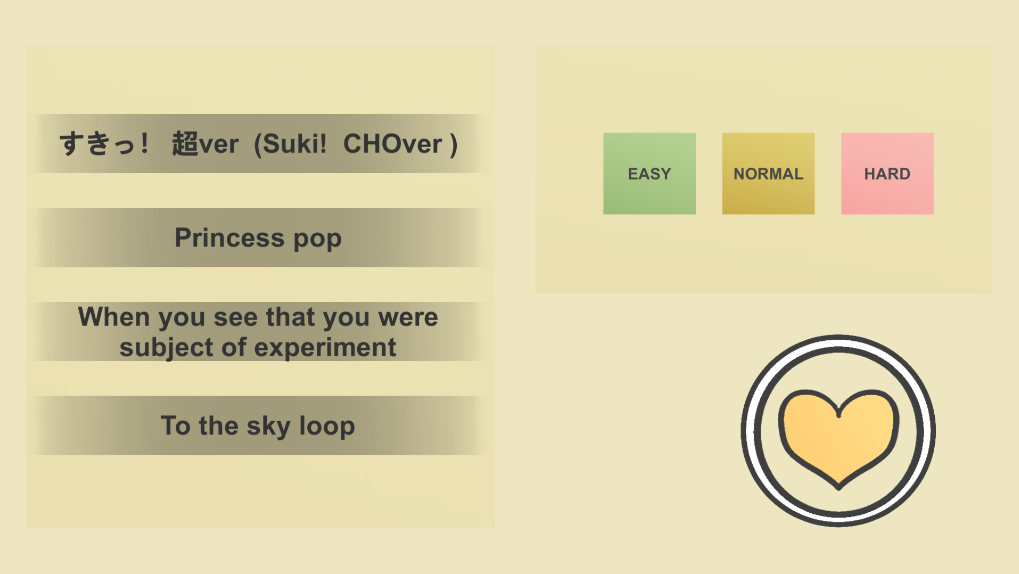 すきっ！ 超ver (Suki! CHOver )
Princess pop
When you see that you were
subject of experiment
To the sky loop
EASY
NORMAL
HARD